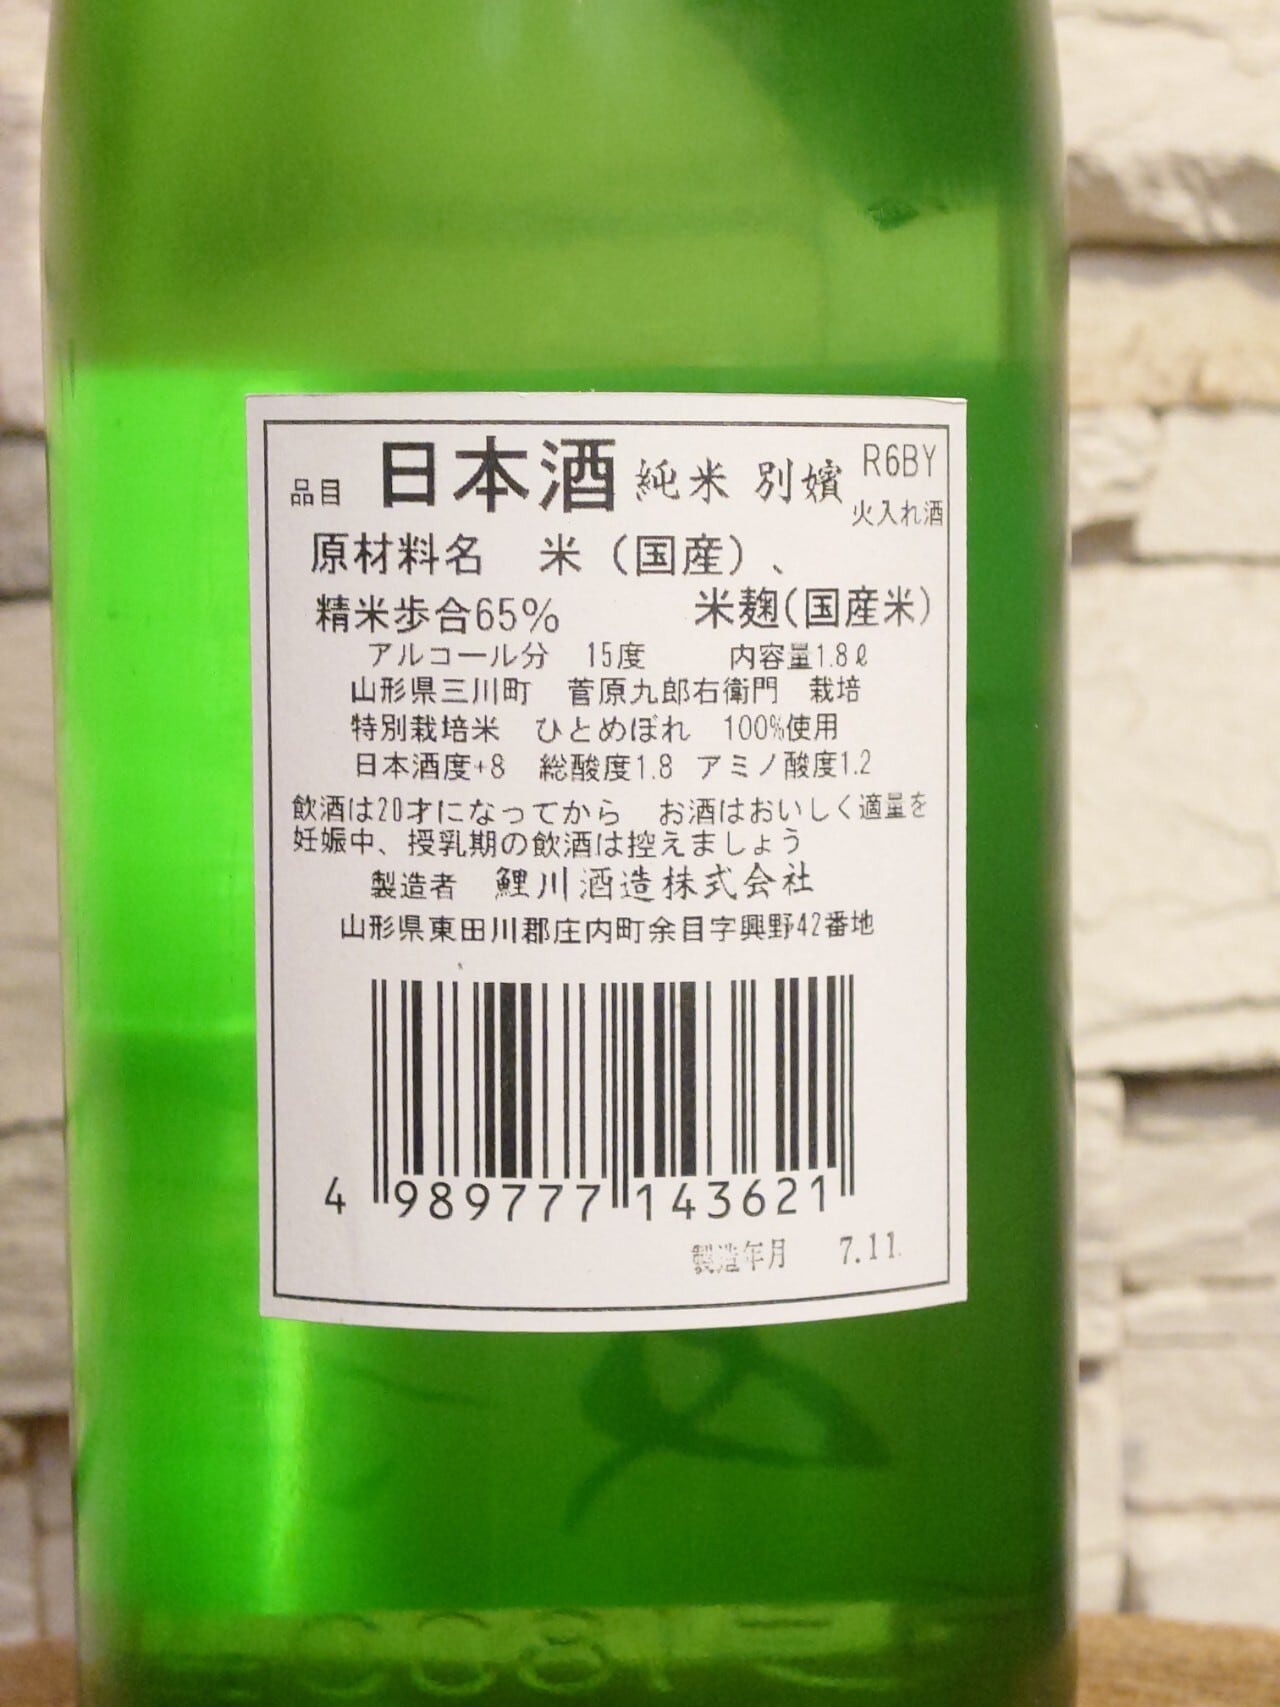 品目 日本酒 純米 別嬪 R6BY
火入れ酒
原材料名 米（国産）、
精米歩合65% 米麹(国産米)
アルコール分 15度 内容量1.8ℓ
山形県三川町 菅原九郎右衛門 栽培
特別栽培米 ひとめぼれ 100%使用
日本酒度+8 総酸度1.8 アミノ酸度1.2
飲酒は20才になってから お酒はおいしく適量を
妊娠中、授乳期の飲酒は控えましょう
製造者 鯉川酒造株式会社
山形県東田川郡庄内町余目字興野42番地
4 989777 143621
製造年月 7.11.